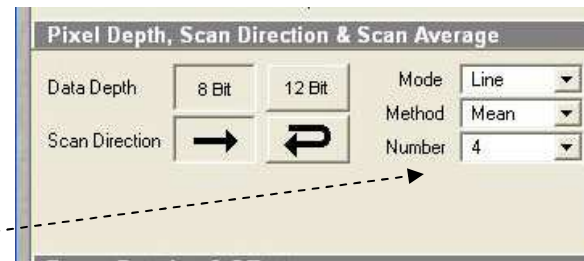 Pixel Depth, Scan Direction & Scan Average
Data Depth 8 Bit 12 Bit Mode Line
Method Mean
Scan Direction Number 4